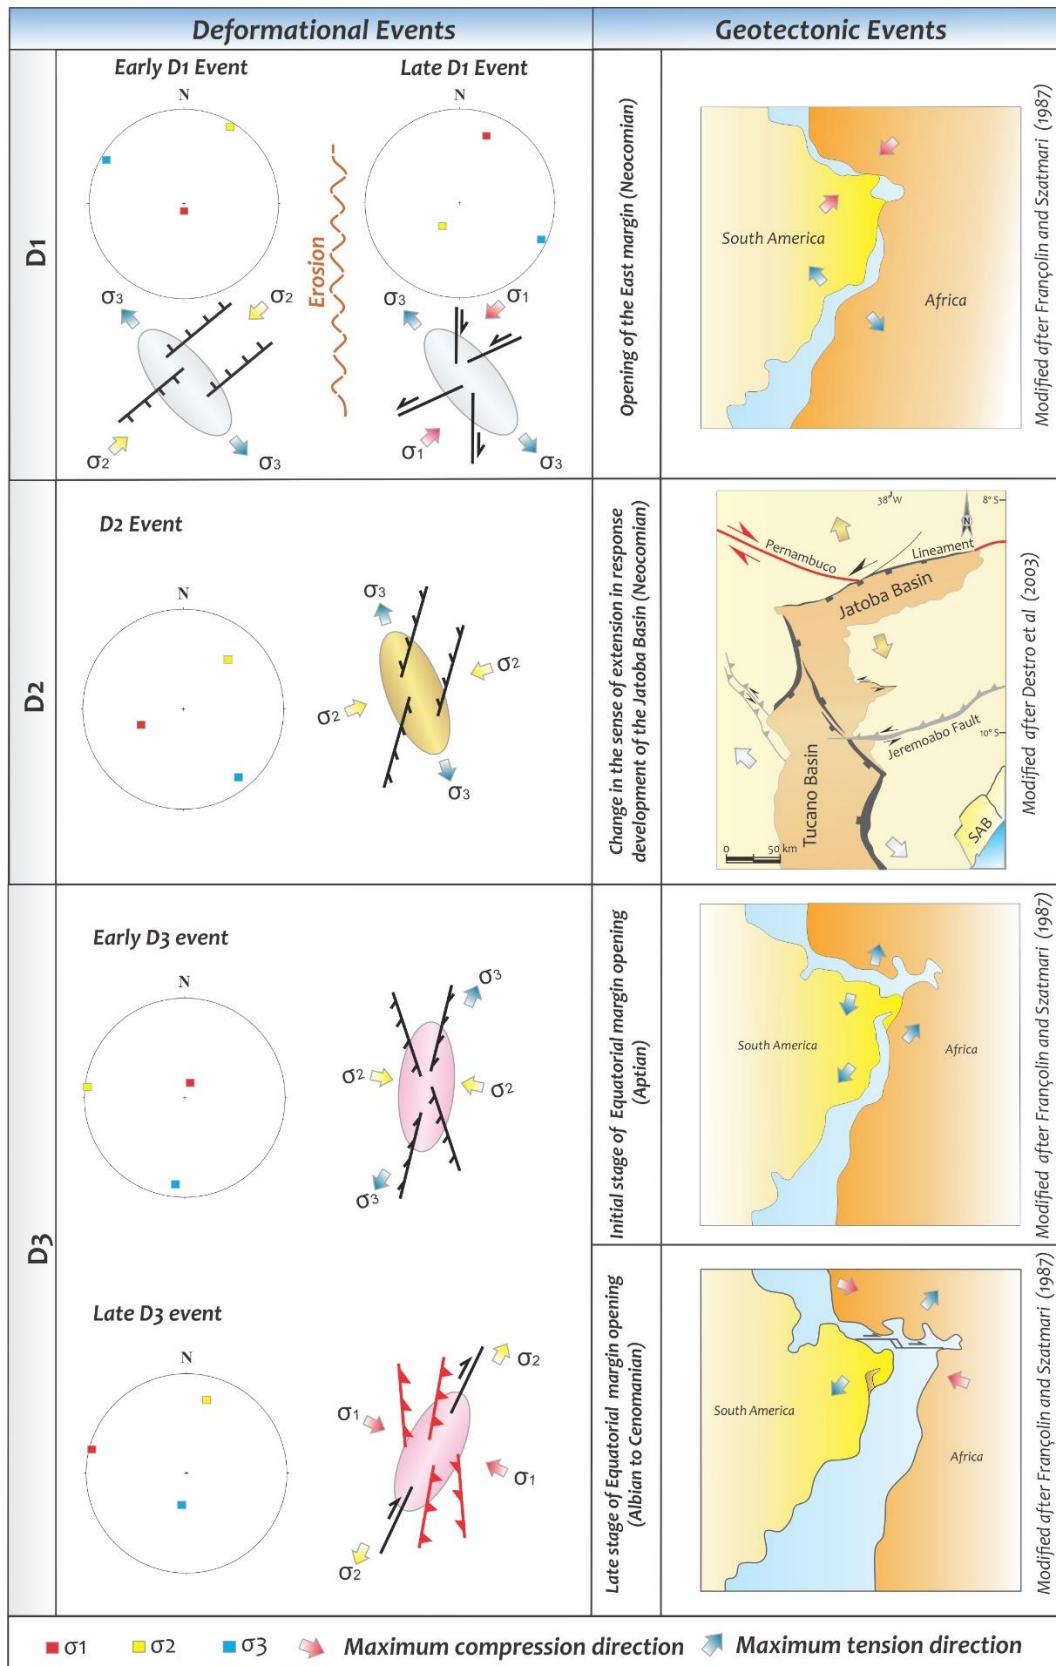 Deformational Events
Geotectonic Events
D1
Early D1 Event
Late D1 Event
N
N
Erosion
σ3
σ2
σ2
σ3
σ3
σ1
σ1
σ3
Opening of the East margin (Neocomian)
South America
Africa
Modified after Françolin and Szatmari (1987)
D2
D2 Event
N
σ3
σ2
σ2
σ3
Change in the sense of extension in response
development of the Jatoba Basin (Neocomian)
38° W
8° S
N
Pernambuco
Lineament
Jatoba Basin
10° S
Jeremoabo Fault
Tucano Basin
SAB
0
50 km
Modified after Destro et al (2003)
D3
Early D3 event
N
σ3
σ2
σ2
σ3
Initial stage of Equatorial margin opening
(Aptian)
South America
Africa
Modified after Françolin and Szatmari (1987)
Late D3 event
N
σ2
σ1
σ1
σ2
Late stage of Equatorial margin opening
(Albian to Cenomanian)
South America
Africa
Modified after Françolin and Szatmari (1987)
σ1
σ2
σ3
Maximum compression direction
Maximum tension direction